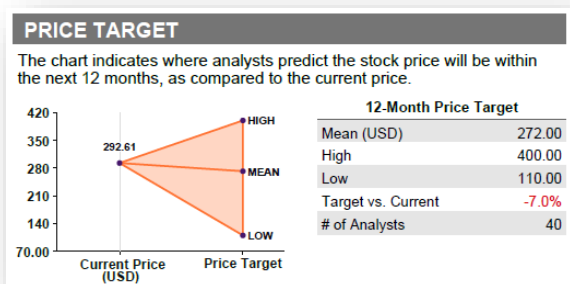 PRICE TARGET
The chart indicates where analysts predict the stock price will be within
the next 12 months, as compared to the current price.
420
350
280
210
140
70.00
292.61
HIGH
MEAN
LOW
Current Price
(USD)
Price Target
12-Month Price Target
Mean (USD) 272.00
High 400.00
Low 110.00
Target vs. Current -7.0%
# of Analysts 40